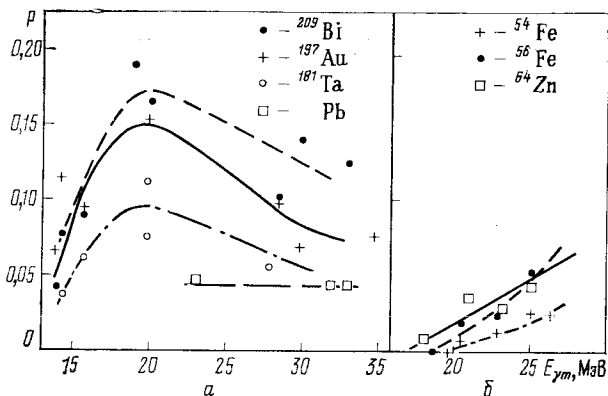 P
0,20
0,15
0,10
0,05
0
• – ²⁰⁹Bi
+ – ¹⁹⁷Au
○ – ¹⁸¹Ta
□ – Pb
+ – ⁵⁴Fe
• – ⁵⁶Fe
□ – ⁶⁴Zn
15 20 25 30 35
20 25 Eγm, МэВ
а б